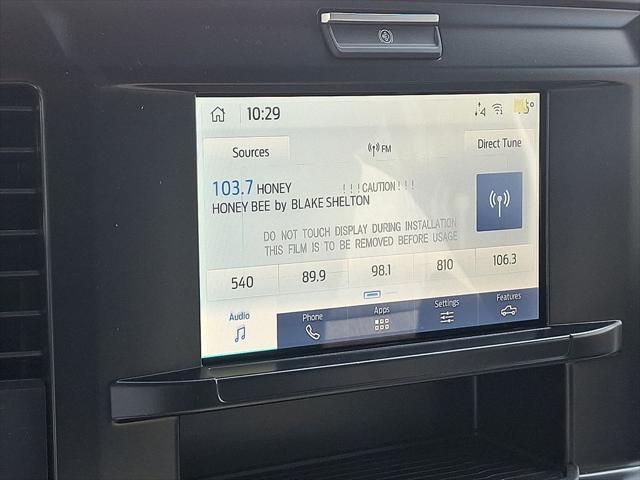 10:29
Sources
FM
Direct Tune
103.7 HONEY
!!!CAUTION!!!
HONEY BEE by BLAKE SHELTON
DO NOT TOUCH DISPLAY DURING INSTALLATION
THIS FILM IS TO BE REMOVED BEFORE USAGE
540 89.9 98.1 810 106.3
Audio Phone Apps Settings Features